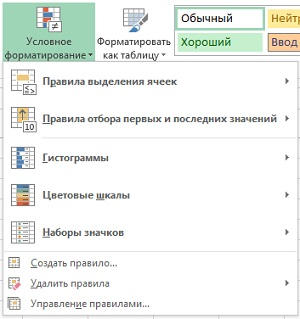 Условное форматирование
Форматировать как таблицу
Обычный
Нейтр
Хороший
Ввод
Правила выделения ячеек
Правила отбора первых и последних значений
10
Гистограммы
Цветовые шкалы
Наборы значков
Создать правило...
Удалить правила
Управление правилами...